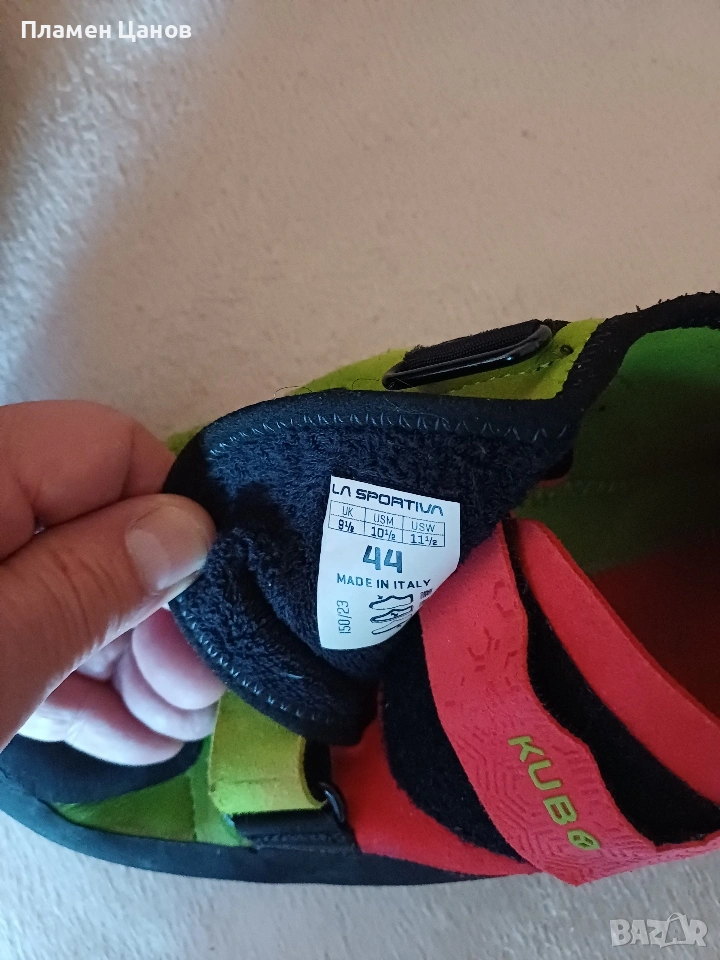 Пламен Цанов
LA SPORTIVA
UK USM USW
9½ 10½ 11½
44
MADE IN ITALY
150/23
KUBO
BAZAR